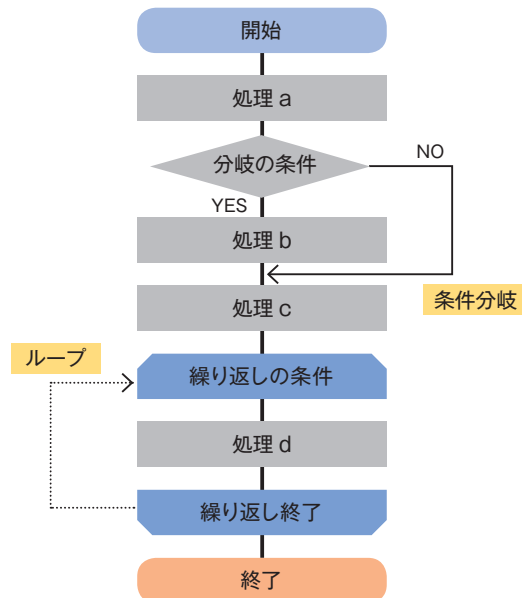 開始
処理 a
分岐の条件
NO
YES
処理 b
条件分岐
処理 c
ループ
繰り返しの条件
処理 d
繰り返し終了
終了